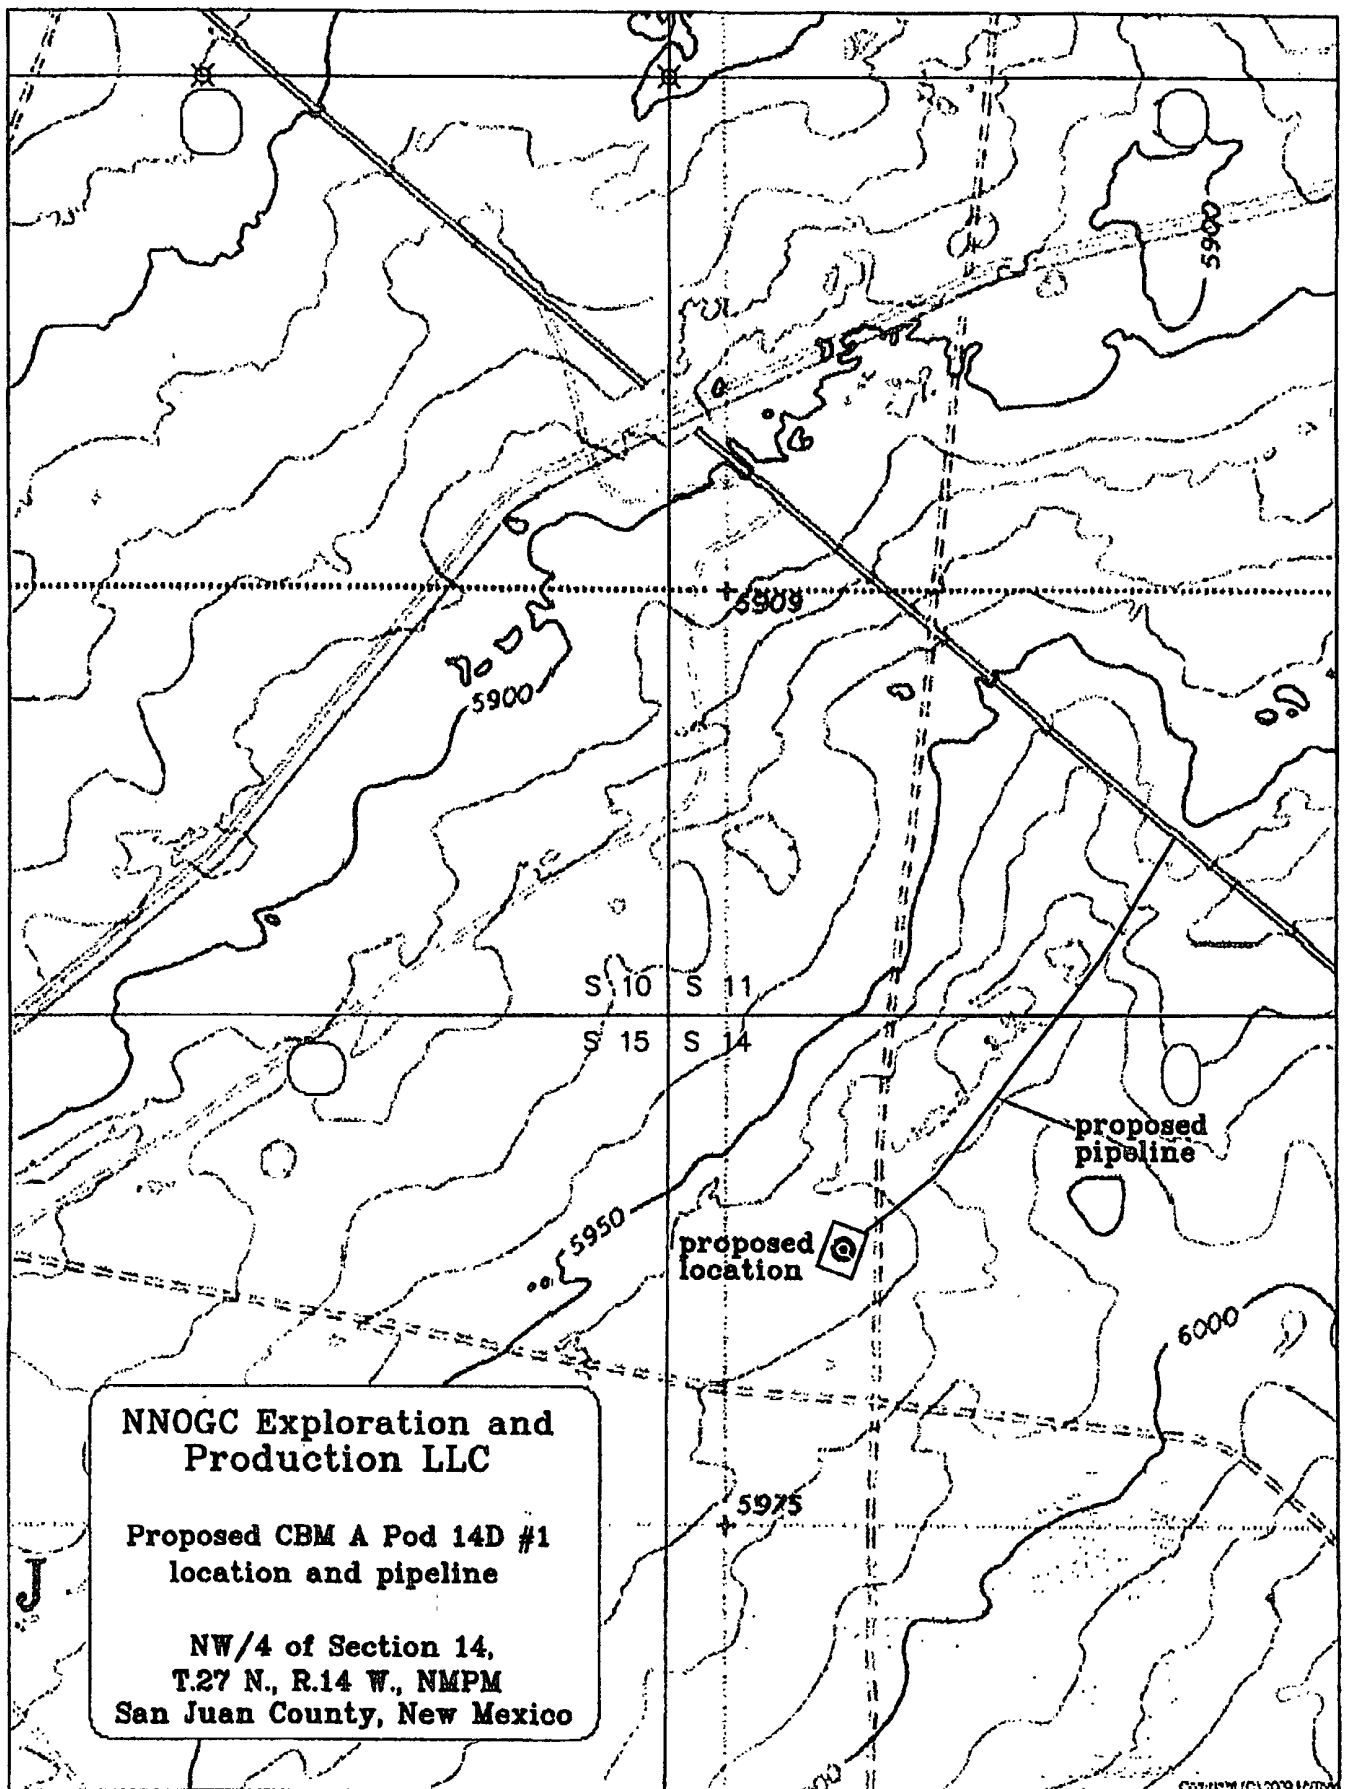 5900
5909
5900
S 10 S 11
S 15 S 14
proposed
pipeline
5950
proposed
location
6000
NNOGC Exploration and
Production LLC
5975
Proposed CBM A Pod 14D #1
location and pipeline
J
NW/4 of Section 14,
T.27 N., R.14 W., NMPM
San Juan County, New Mexico